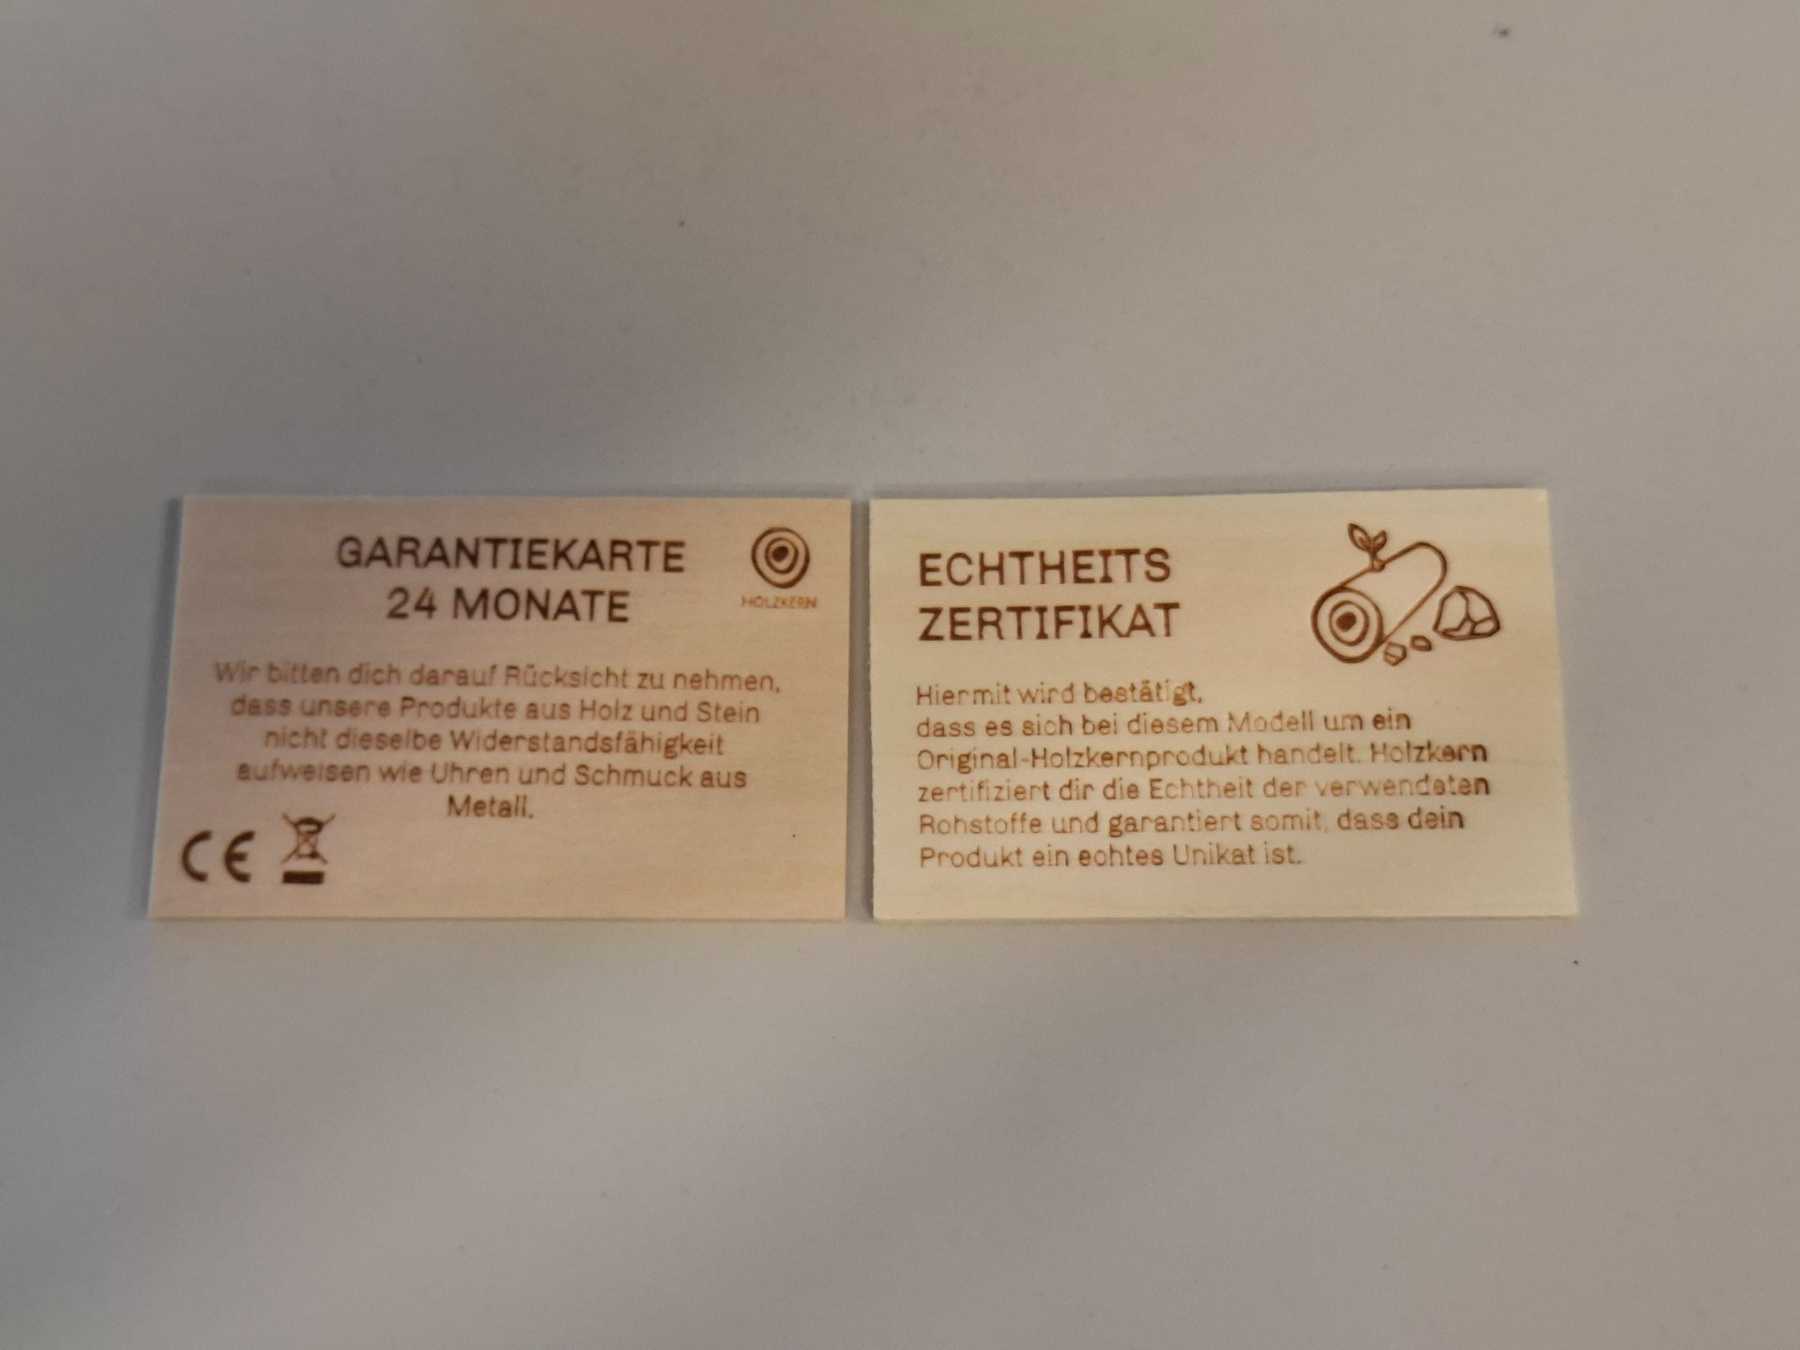 GARANTIEKARTE
24 MONATE
HOLZKERN
Wir bitten dich darauf Rücksicht zu nehmen,
dass unsere Produkte aus Holz und Stein
nicht dieselbe Widerstandsfähigkeit
aufweisen wie Uhren und Schmuck aus
Metall.
CE
ECHTHEITS
ZERTIFIKAT
Hiermit wird bestätigt,
dass es sich bei diesem Modell um ein
Original-Holzkernprodukt handelt. Holzkern
zertifiziert dir die Echtheit der verwendeten
Rohstoffe und garantiert somit, dass dein
Produkt ein echtes Unikat ist.